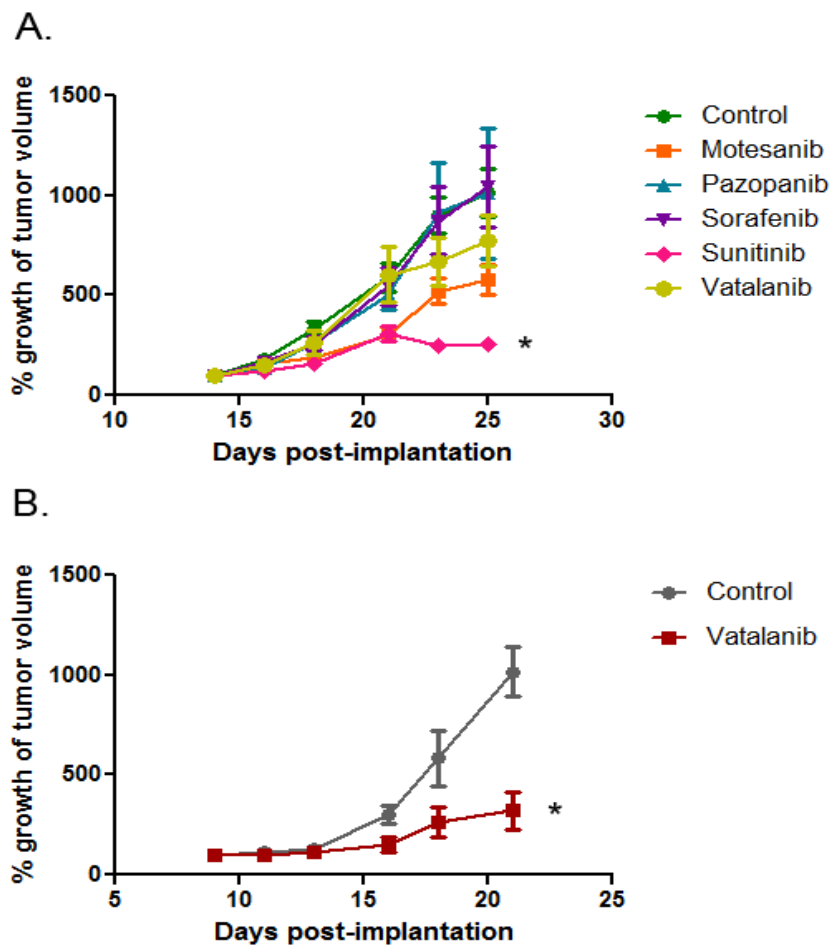 A.
% growth of tumor volume
1500
1000
500
0
10
15
20
25
30
Days post-implantation
*
Control
Motesanib
Pazopanib
Sorafenib
Sunitinib
Vatalanib
B.
% growth of tumor volume
1500
1000
500
0
5
10
15
20
25
Days post-implantation
*
Control
Vatalanib